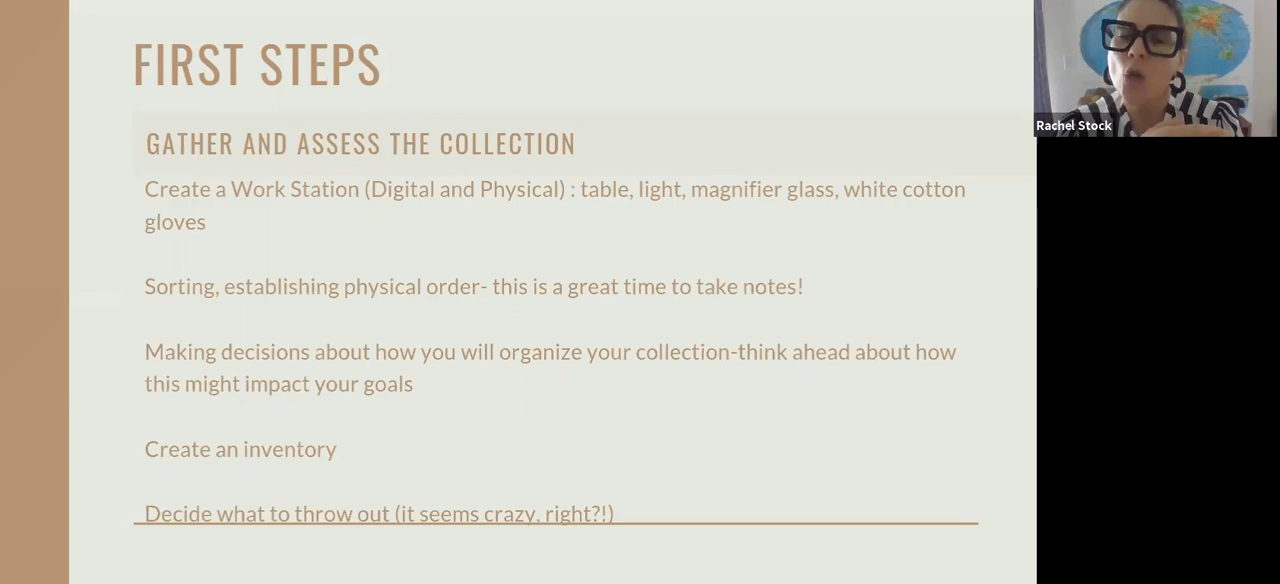 FIRST STEPS
GATHER AND ASSESS THE COLLECTION
Create a Work Station (Digital and Physical) : table, light, magnifier glass, white cotton
gloves
Sorting, establishing physical order- this is a great time to take notes!
Making decisions about how you will organize your collection-think ahead about how
this might impact your goals
Create an inventory
Decide what to throw out (it seems crazy, right?!)
Rachel Stock